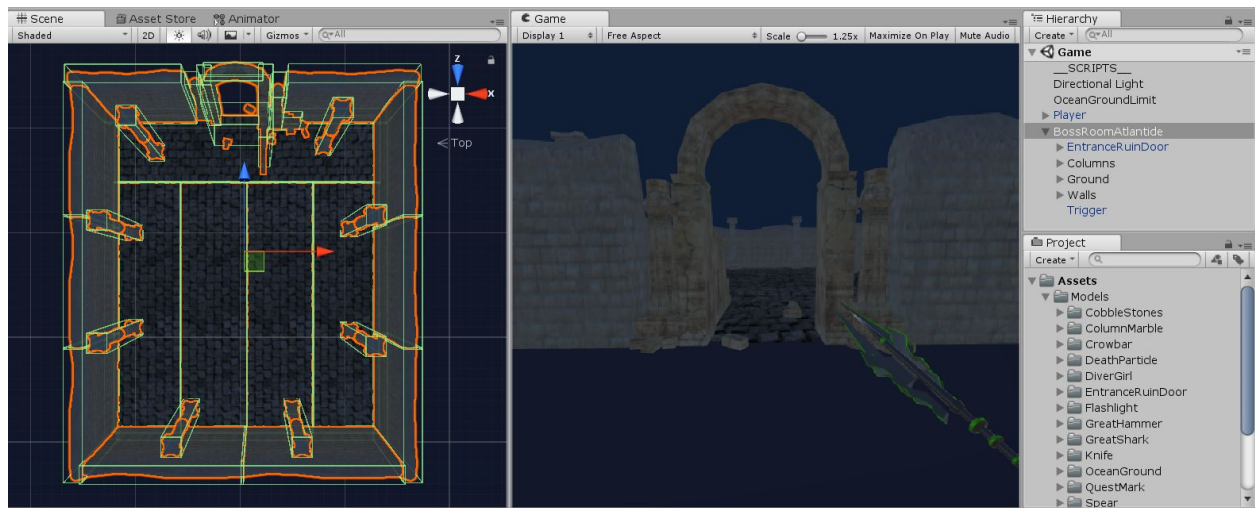 Scene
Asset Store
Animator
Shaded
2D
Gizmos
All
z
x
Top
Game
Display 1
Free Aspect
Scale
1.25x
Maximize On Play
Mute Audio
Hierarchy
Create
All
Game
__SCRIPTS__
Directional Light
OceanGroundLimit
Player
BossRoomAtlantide
EntranceRuinDoor
Columns
Ground
Walls
Trigger
Project
Create
Assets
Models
CobbleStones
ColumnMarble
Crowbar
DeathParticle
DiverGirl
EntranceRuinDoor
Flashlight
GreatHammer
GreatShark
Knife
OceanGround
QuestMark
Spear